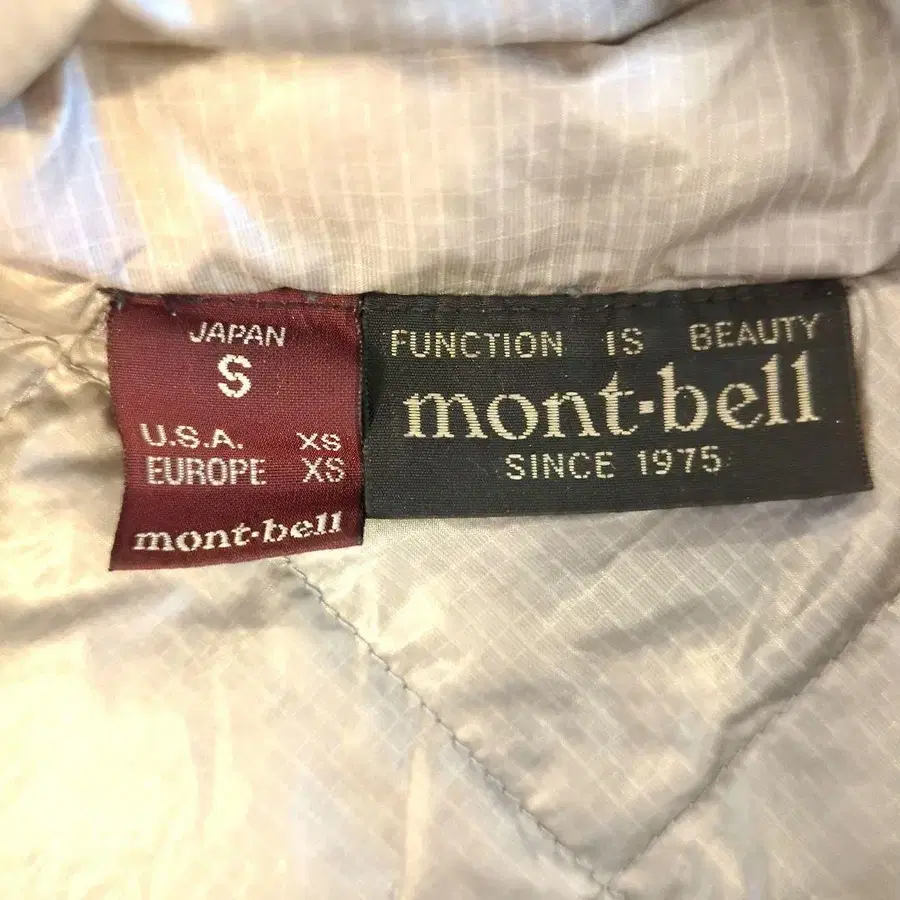 JAPAN
S
U.S.A. XS
EUROPE XS
mont-bell
FUNCTION IS BEAUTY
mont-bell
SINCE 1975